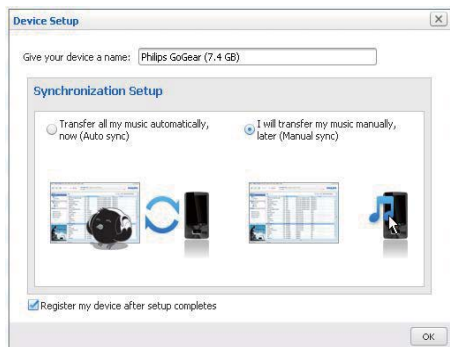 Device Setup
Give your device a name: Philips GoGear (7.4 GB)
Synchronization Setup
Transfer all my music automatically,
now (Auto sync)
I will transfer my music manually,
later (Manual sync)
Register my device after setup completes
OK